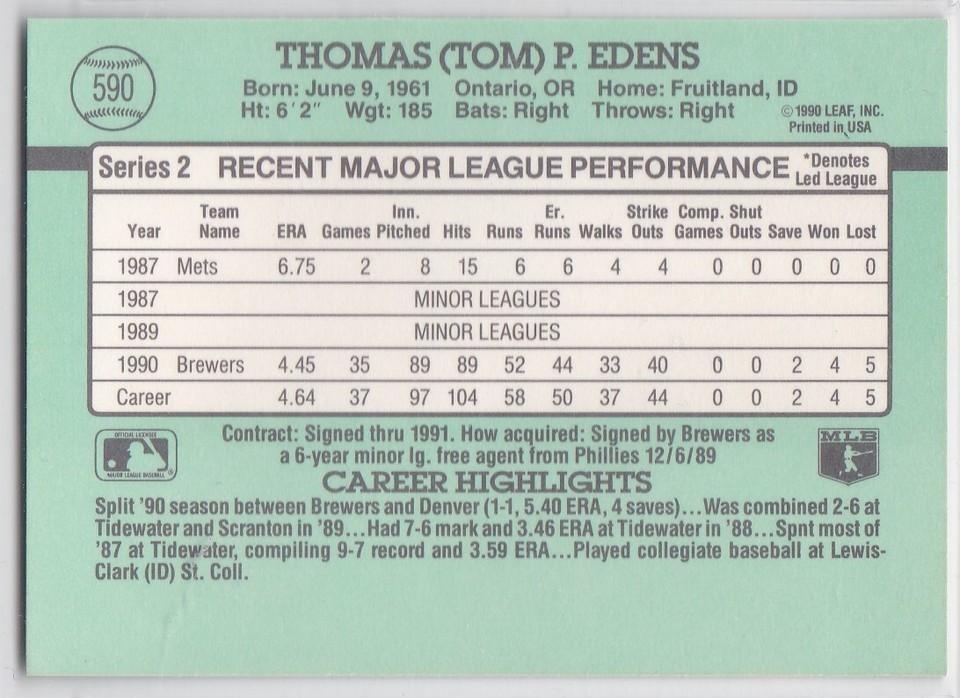 590
THOMAS (TOM) P. EDENS
Born: June 9, 1961 Ontario, OR Home: Fruitland, ID
Ht: 6'2" Wgt: 185 Bats: Right Throws: Right
©1990 LEAF, INC.
Printed in USA
Series 2 RECENT MAJOR LEAGUE PERFORMANCE *Denotes
Led League
Team Inn. Er. Strike Comp. Shut
Year Name ERA Games Pitched Hits Runs Runs Walks Outs Games Outs Save Won Lost
1987 Mets 6.75 2 8 15 6 6 4 4 0 0 0 0 0
1987 MINOR LEAGUES
1989 MINOR LEAGUES
1990 Brewers 4.45 35 89 89 52 44 33 40 0 0 2 4 5
Career 4.64 37 97 104 58 50 37 44 0 0 2 4 5
OFFICIAL LICENSEE
MAJOR LEAGUE BASEBALL
®
Contract: Signed thru 1991. How acquired: Signed by Brewers as
a 6-year minor lg. free agent from Phillies 12/6/89
MLB
CAREER HIGHLIGHTS
Split '90 season between Brewers and Denver (1-1, 5.40 ERA, 4 saves)...Was combined 2-6 at
Tidewater and Scranton in '89...Had 7-6 mark and 3.46 ERA at Tidewater in '88...Spnt most of
'87 at Tidewater, compiling 9-7 record and 3.59 ERA...Played collegiate baseball at Lewis-
Clark (ID) St. Coll.